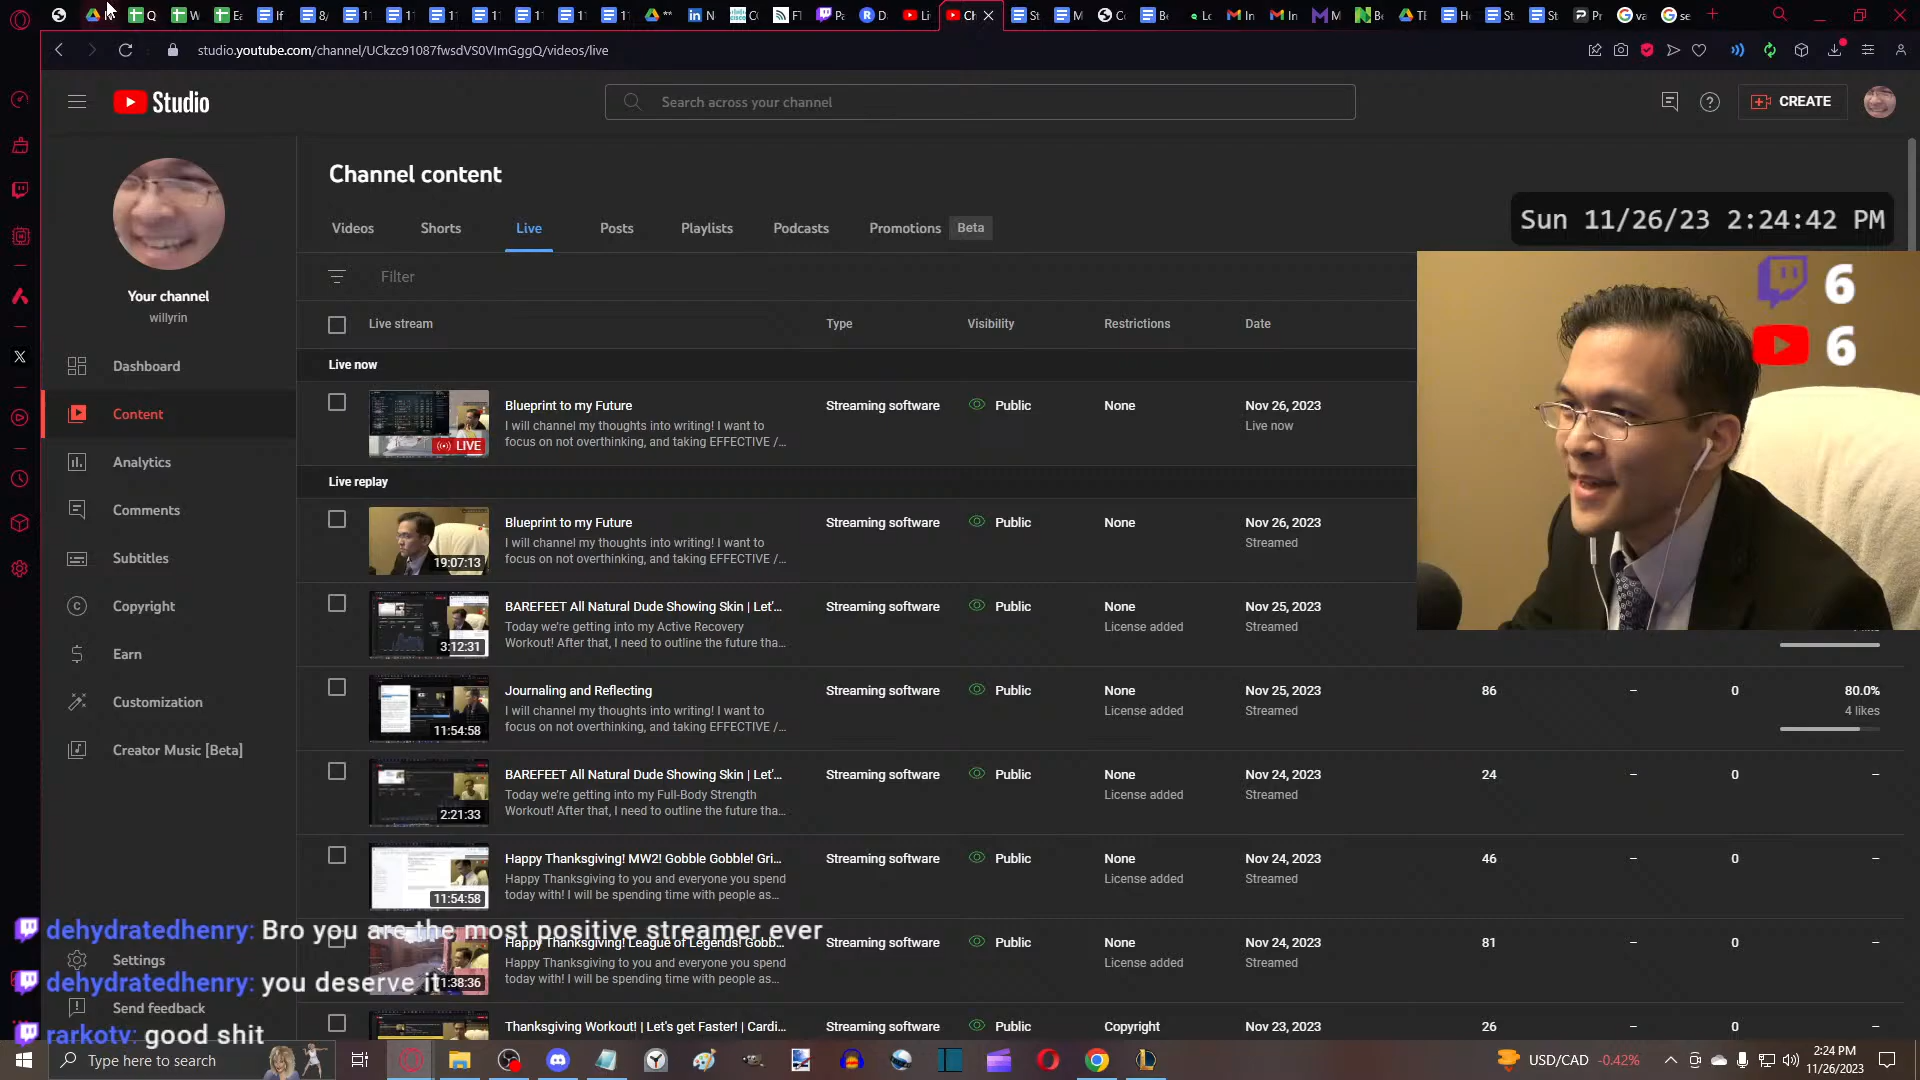 studio.youtube.com/channel/UCkzc91087fwsdVS0VImGggQ/videos/live
Studio
Search across your channel
CREATE
Channel content
Videos
Shorts
Live
Posts
Playlists
Podcasts
Promotions
Beta
Sun 11/26/23 2:24:42 PM
6
6
Filter
Your channel
willyrin
Dashboard
Content
Analytics
Comments
Subtitles
Copyright
Earn
Customization
Creator Music [Beta]
Settings
Send feedback
Live stream
Type
Visibility
Restrictions
Date
Live now
LIVE
Blueprint to my Future
I will channel my thoughts into writing! I want to
focus on not overthinking, and taking EFFECTIVE /...
Streaming software
Public
None
Nov 26, 2023
Live now
Live replay
19:07:13
Blueprint to my Future
I will channel my thoughts into writing! I want to
focus on not overthinking, and taking EFFECTIVE /...
Streaming software
Public
None
Nov 26, 2023
Streamed
3:12:31
BAREFEET All Natural Dude Showing Skin | Let'...
Today we're getting into my Active Recovery
Workout! After that, I need to outline the future tha...
Streaming software
Public
None
License added
Nov 25, 2023
Streamed
11:54:58
Journaling and Reflecting
I will channel my thoughts into writing! I want to
focus on not overthinking, and taking EFFECTIVE /...
Streaming software
Public
None
License added
Nov 25, 2023
Streamed
86
–
0
80.0%
4 likes
2:21:33
BAREFEET All Natural Dude Showing Skin | Let'...
Today we're getting into my Full-Body Strength
Workout! After that, I need to outline the future tha...
Streaming software
Public
None
License added
Nov 24, 2023
Streamed
24
–
0
–
11:54:58
Happy Thanksgiving! MW2! Gobble Gobble! Gri...
Happy Thanksgiving to you and everyone you spend
today with! I will be spending time with people as...
Streaming software
Public
None
License added
Nov 24, 2023
Streamed
46
–
0
–
11:38:36
Happy Thanksgiving! League of Legends! Gobb...
Happy Thanksgiving to you and everyone you spend
today with! I will be spending time with people as...
Streaming software
Public
None
License added
Nov 24, 2023
Streamed
81
–
0
–
Thanksgiving Workout! | Let's get Faster! | Cardi...
Streaming software
Public
Copyright
Nov 23, 2023
26
–
0
–
dehydratedhenry: Bro you are the most positive streamer ever
dehydratedhenry: you deserve it
rarkotv: good shit
Type here to search
USD/CAD -0.42%
2:24 PM
11/26/2023